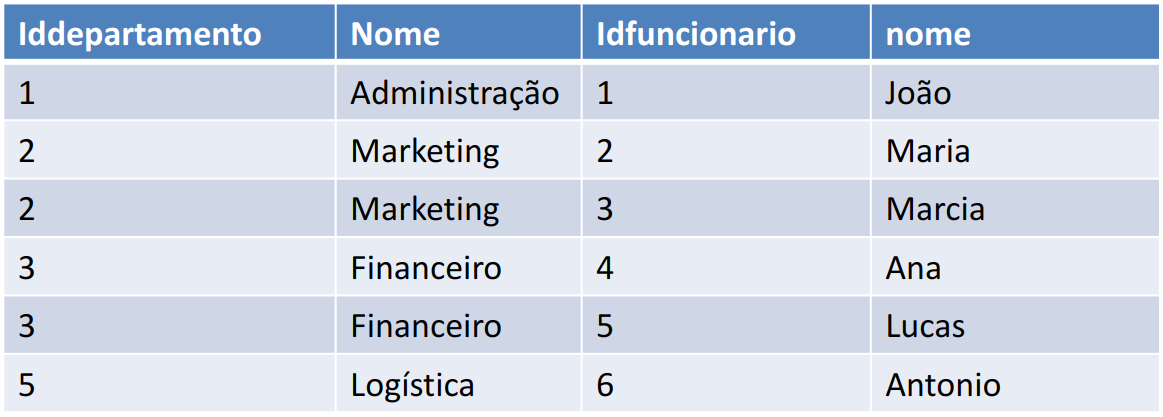 Iddepartamento Nome Idfuncionario nome
1 Administração 1 João
2 Marketing 2 Maria
2 Marketing 3 Marcia
3 Financeiro 4 Ana
3 Financeiro 5 Lucas
5 Logística 6 Antonio